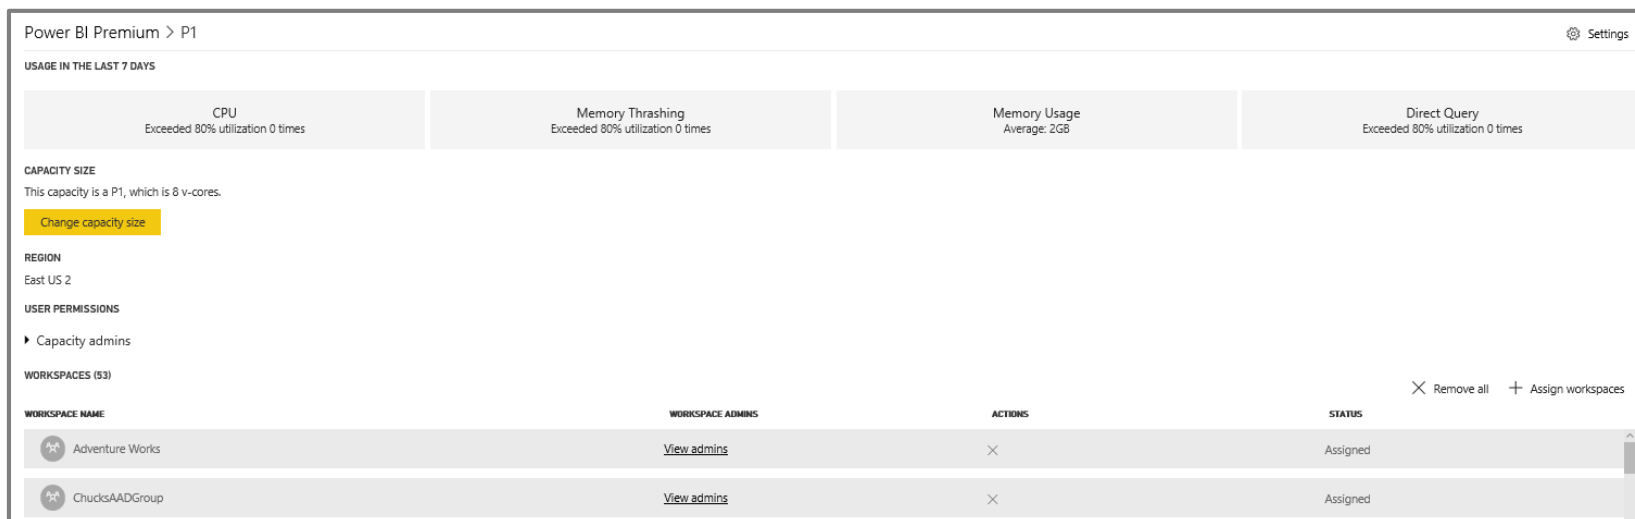 Power BI Premium > P1
Settings
USAGE IN THE LAST 7 DAYS
CPU
Exceeded 80% utilization 0 times
Memory Thrashing
Exceeded 80% utilization 0 times
Memory Usage
Average: 2GB
Direct Query
Exceeded 80% utilization 0 times
CAPACITY SIZE
This capacity is a P1, which is 8 v-cores.
Change capacity size
REGION
East US 2
USER PERMISSIONS
Capacity admins
WORKSPACES (53)
Remove all
Assign workspaces
WORKSPACE NAME WORKSPACE ADMINS ACTIONS STATUS
Adventure Works View admins Assigned
ChucksAADGroup View admins Assigned